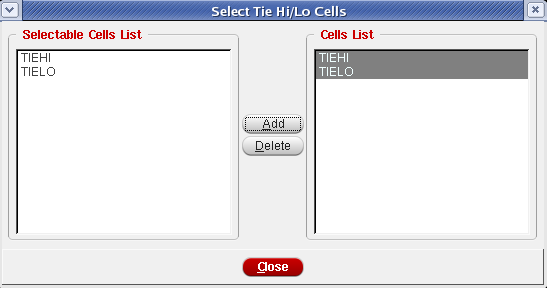 Select Tie Hi/Lo Cells
Selectable Cells List
TIEHI
TIELO
Add
Delete
Cells List
TIEHI
TIELO
Close